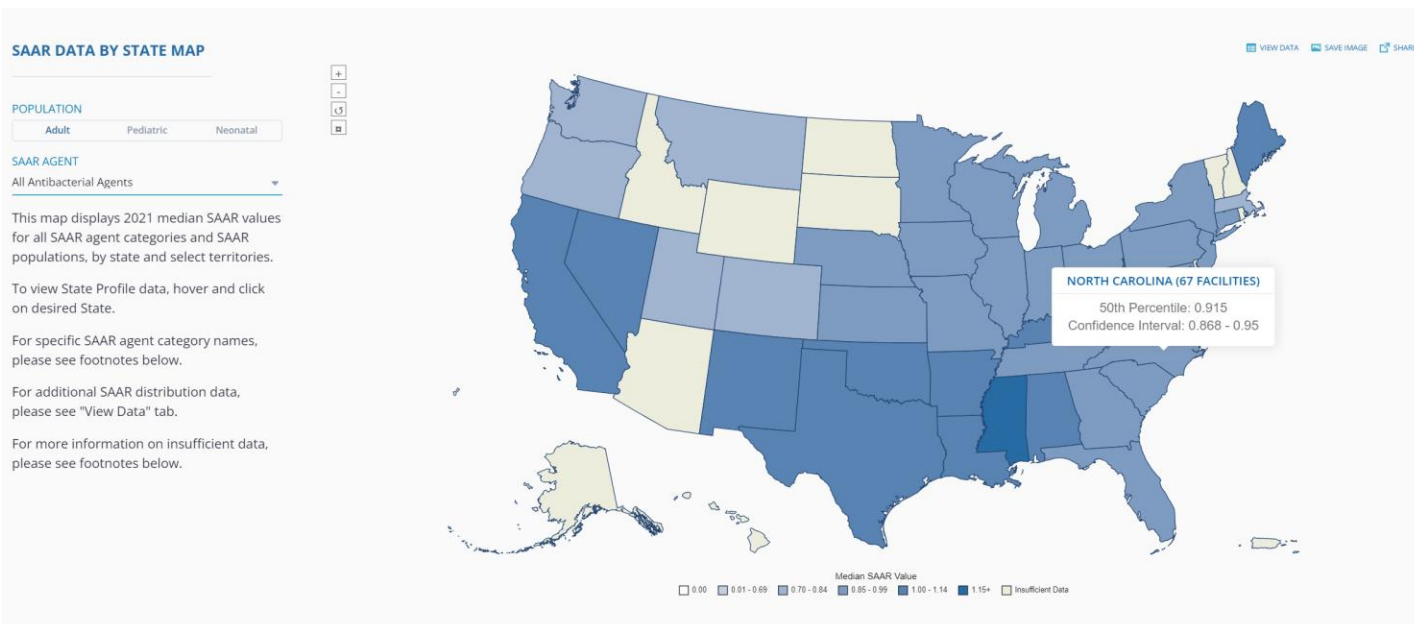 SAAR DATA BY STATE MAP
VIEW DATA SAVE IMAGE SHARE
POPULATION
Adult Pediatric Neonatal
SAAR AGENT
All Antibacterial Agents
This map displays 2021 median SAAR values
for all SAAR agent categories and SAAR
populations, by state and select territories.
To view State Profile data, hover and click
on desired State.
For specific SAAR agent category names,
please see footnotes below.
For additional SAAR distribution data,
please see "View Data" tab.
For more information on insufficient data,
please see footnotes below.
+
-
NORTH CAROLINA (67 FACILITIES)
50th Percentile: 0.915
Confidence Interval: 0.868 - 0.95
Median SAAR Value
0.00 0.01 - 0.69 0.70 - 0.84 0.85 - 0.99 1.00 - 1.14 1.15+ Insufficient Data